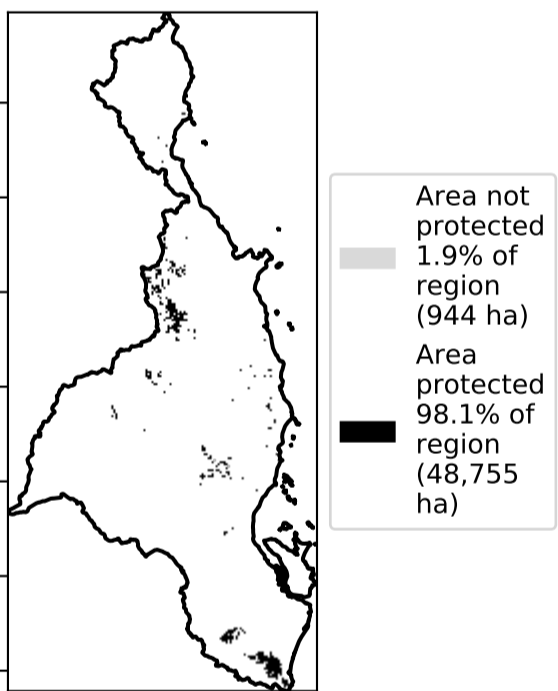 Area not
protected
1.9% of
region
(944 ha)
Area
protected
98.1% of
region
(48,755
ha)